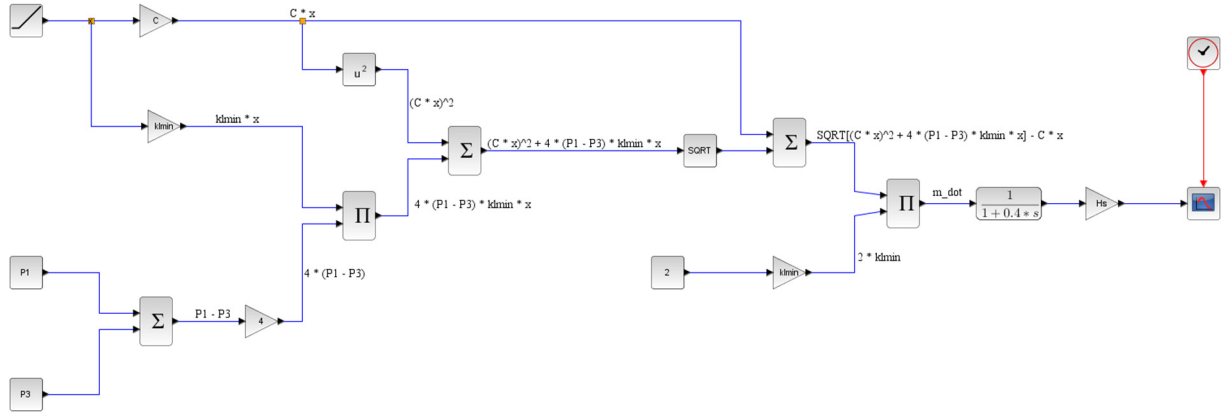 C * x
C
u²
(C * x)^2
klmin
klmin * x
Σ
(C * x)^2 + 4 * (P1 - P3) * klmin * x
SQRT
Σ
SQRT[(C * x)^2 + 4 * (P1 - P3) * klmin * x] - C * x
Π
4 * (P1 - P3) * klmin * x
Π
m_dot
1
1+0.4*s
Hs
P1
4 * (P1 - P3)
2
klmin
2 * klmin
Σ
P1 - P3
4
P3